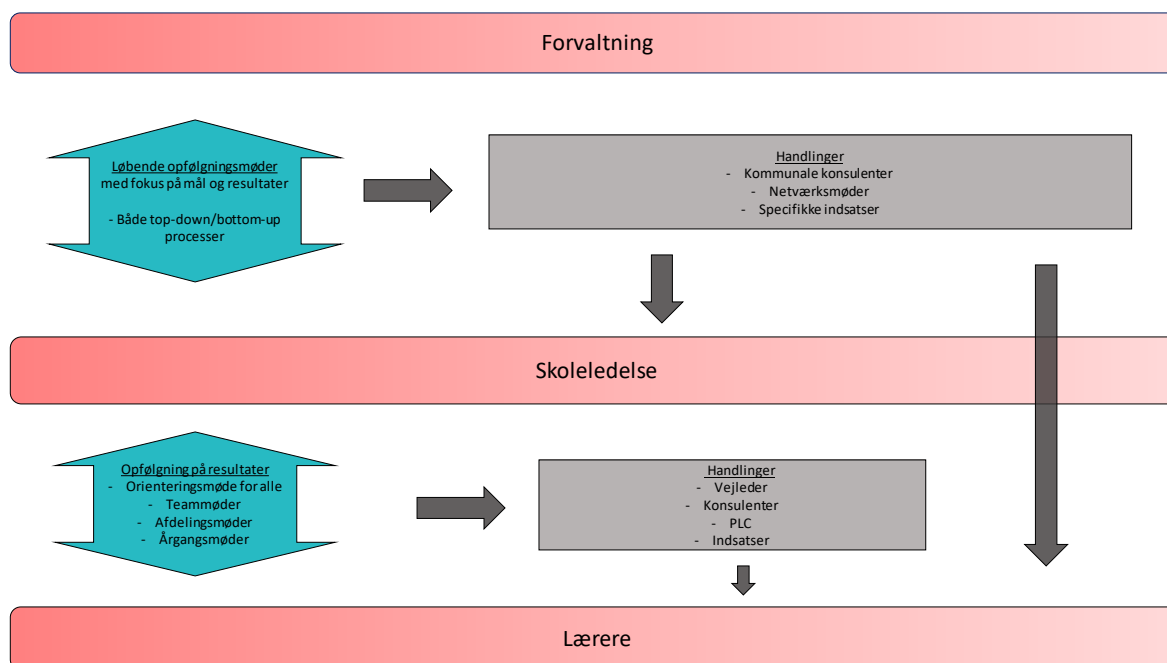 Forvaltning
Løbende opfølgningsmøder
med fokus på mål og resultater
- Både top-down/bottom-up
processer
Handlinger
- Kommunale konsulenter
- Netværksmøder
- Specifikke indsatser
Skoleledelse
Opfølgning på resultater
- Orienteringsmøde for alle
- Teammøder
- Afdelingsmøder
- Årgangsmøder
Handlinger
- Vejleder
- Konsulenter
- PLC
- Indsatser
Lærere